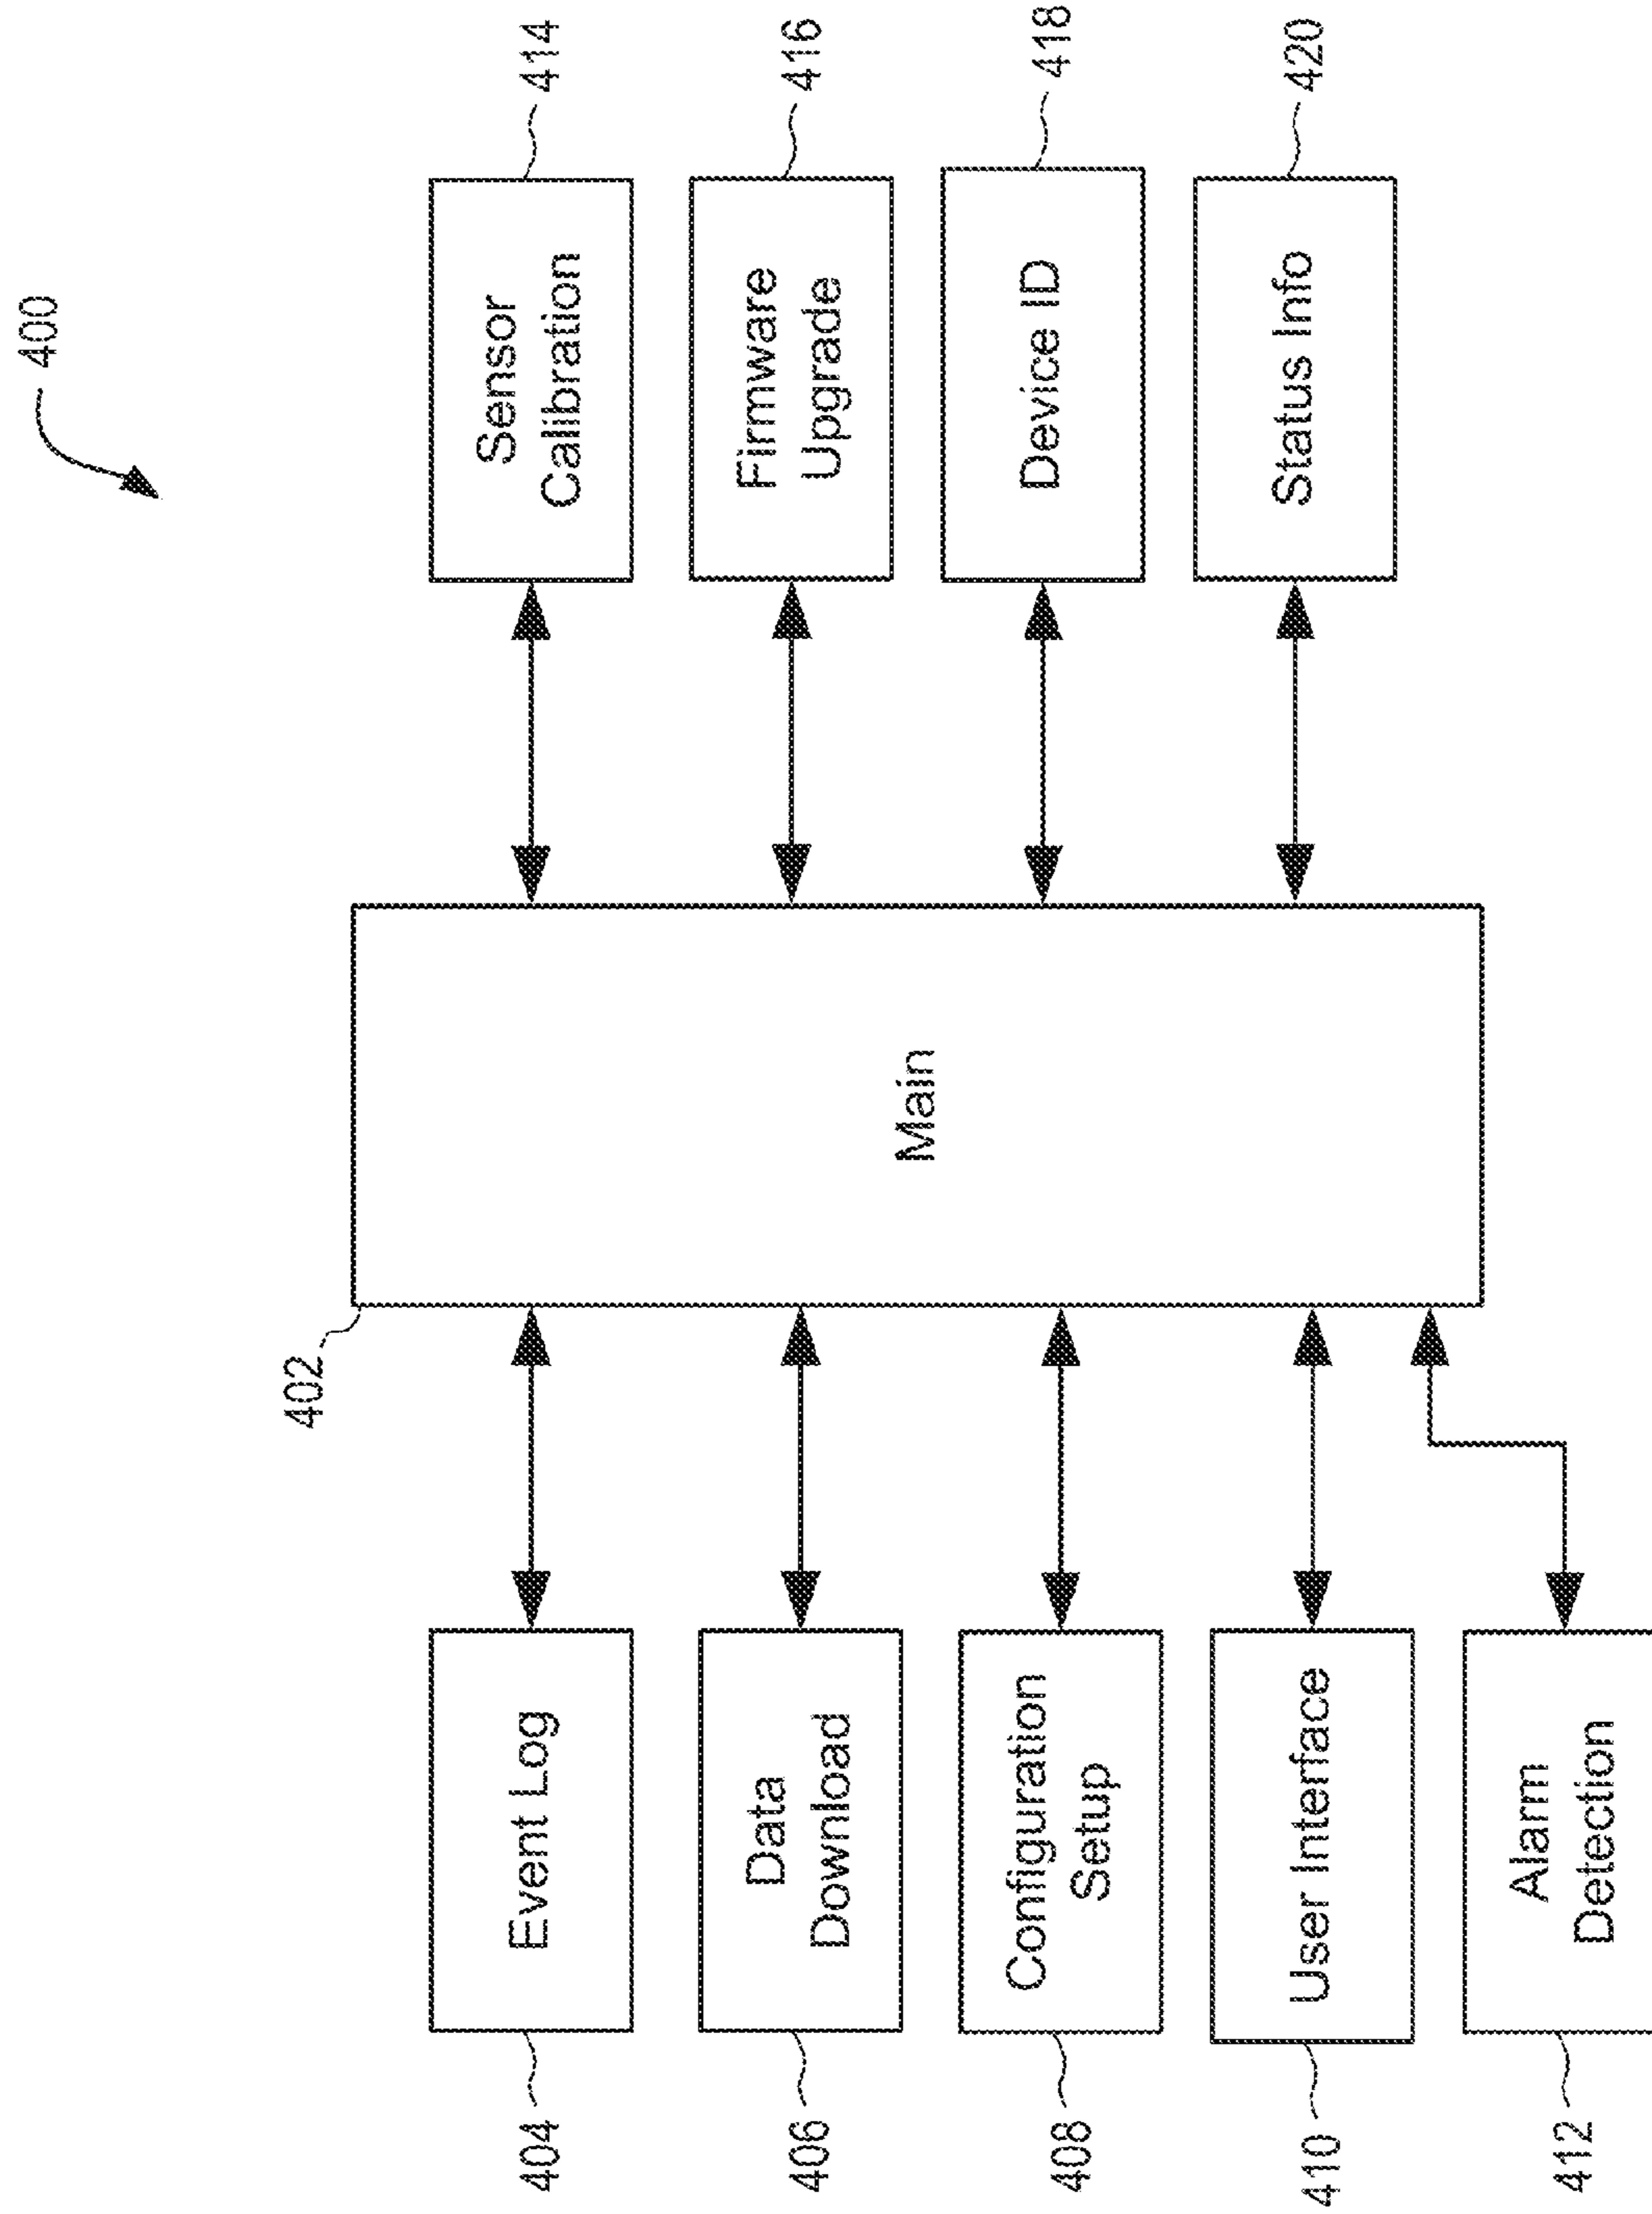 400
402
Main
404
Event Log
406
Data
Download
408
Configuration
Setup
410
User Interface
412
Alarm
Detection
Sensor
Calibration
414
Firmware
Upgrade
416
Device ID
418
Status Info
420